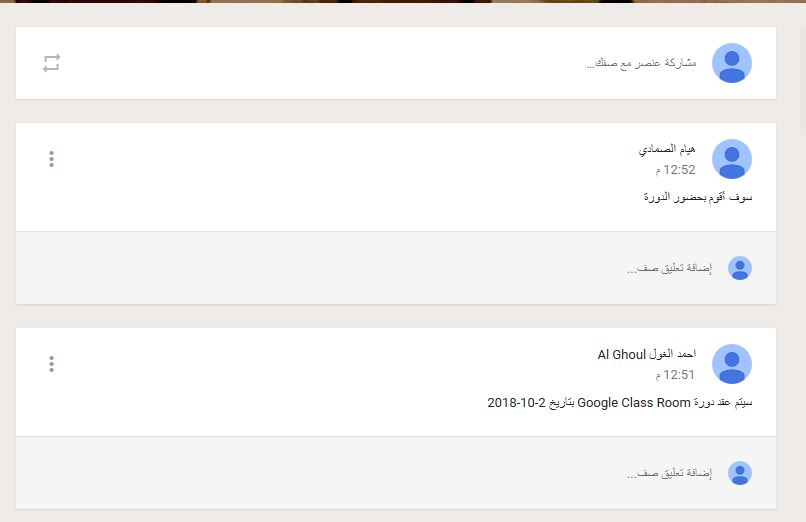 مشاركة عنصر مع صفك...
هيام الصمادي
12:52 م
سوف أقوم بحضور الدورة
إضافة تعليق صف...
احمد الغول Al Ghoul
12:51 م
سيتم عقد دورة Google Class Room بتاريخ 2-10-2018
إضافة تعليق صف...